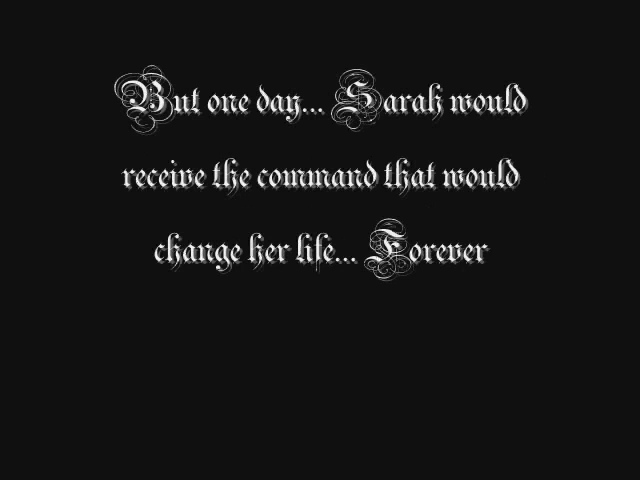 But one day... Sarah would
receive the command that would
change her life... Forever